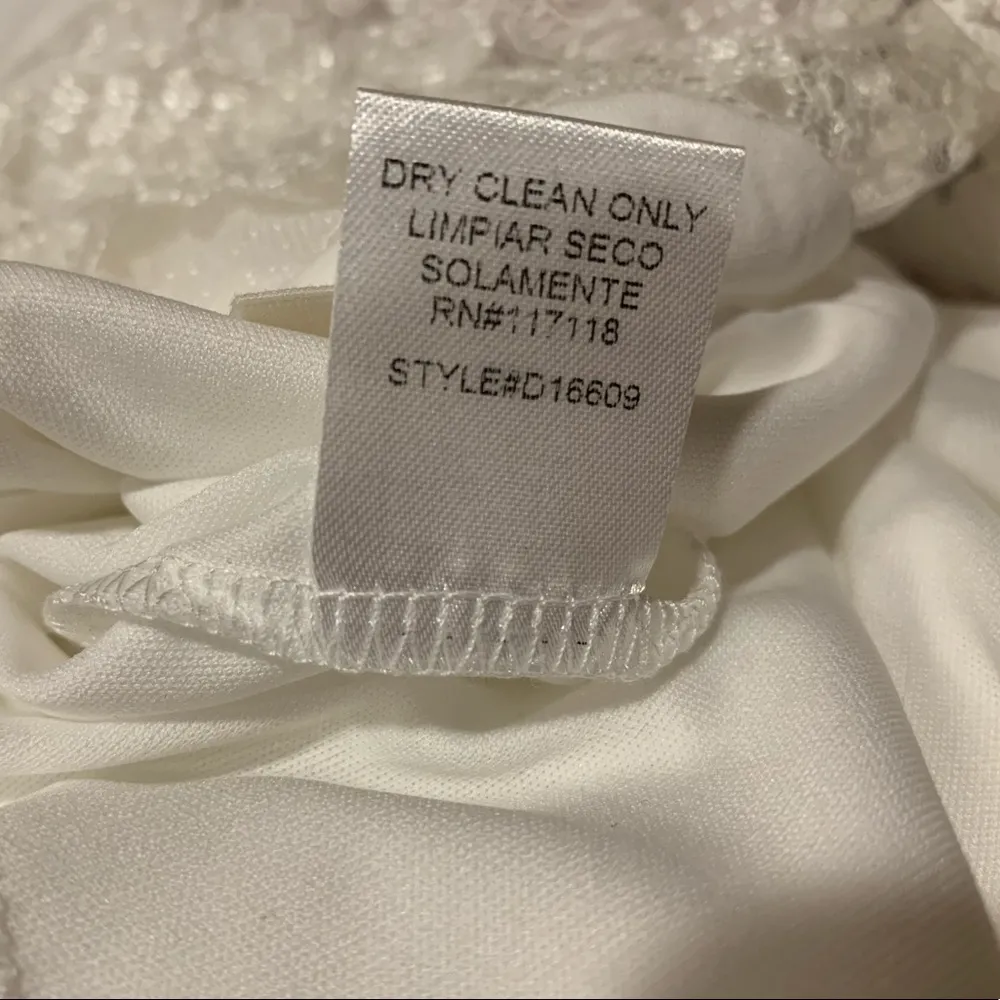 DRY CLEAN ONLY
LIMPIAR SECO
SOLAMENTE
RN#117118
STYLE#D16609